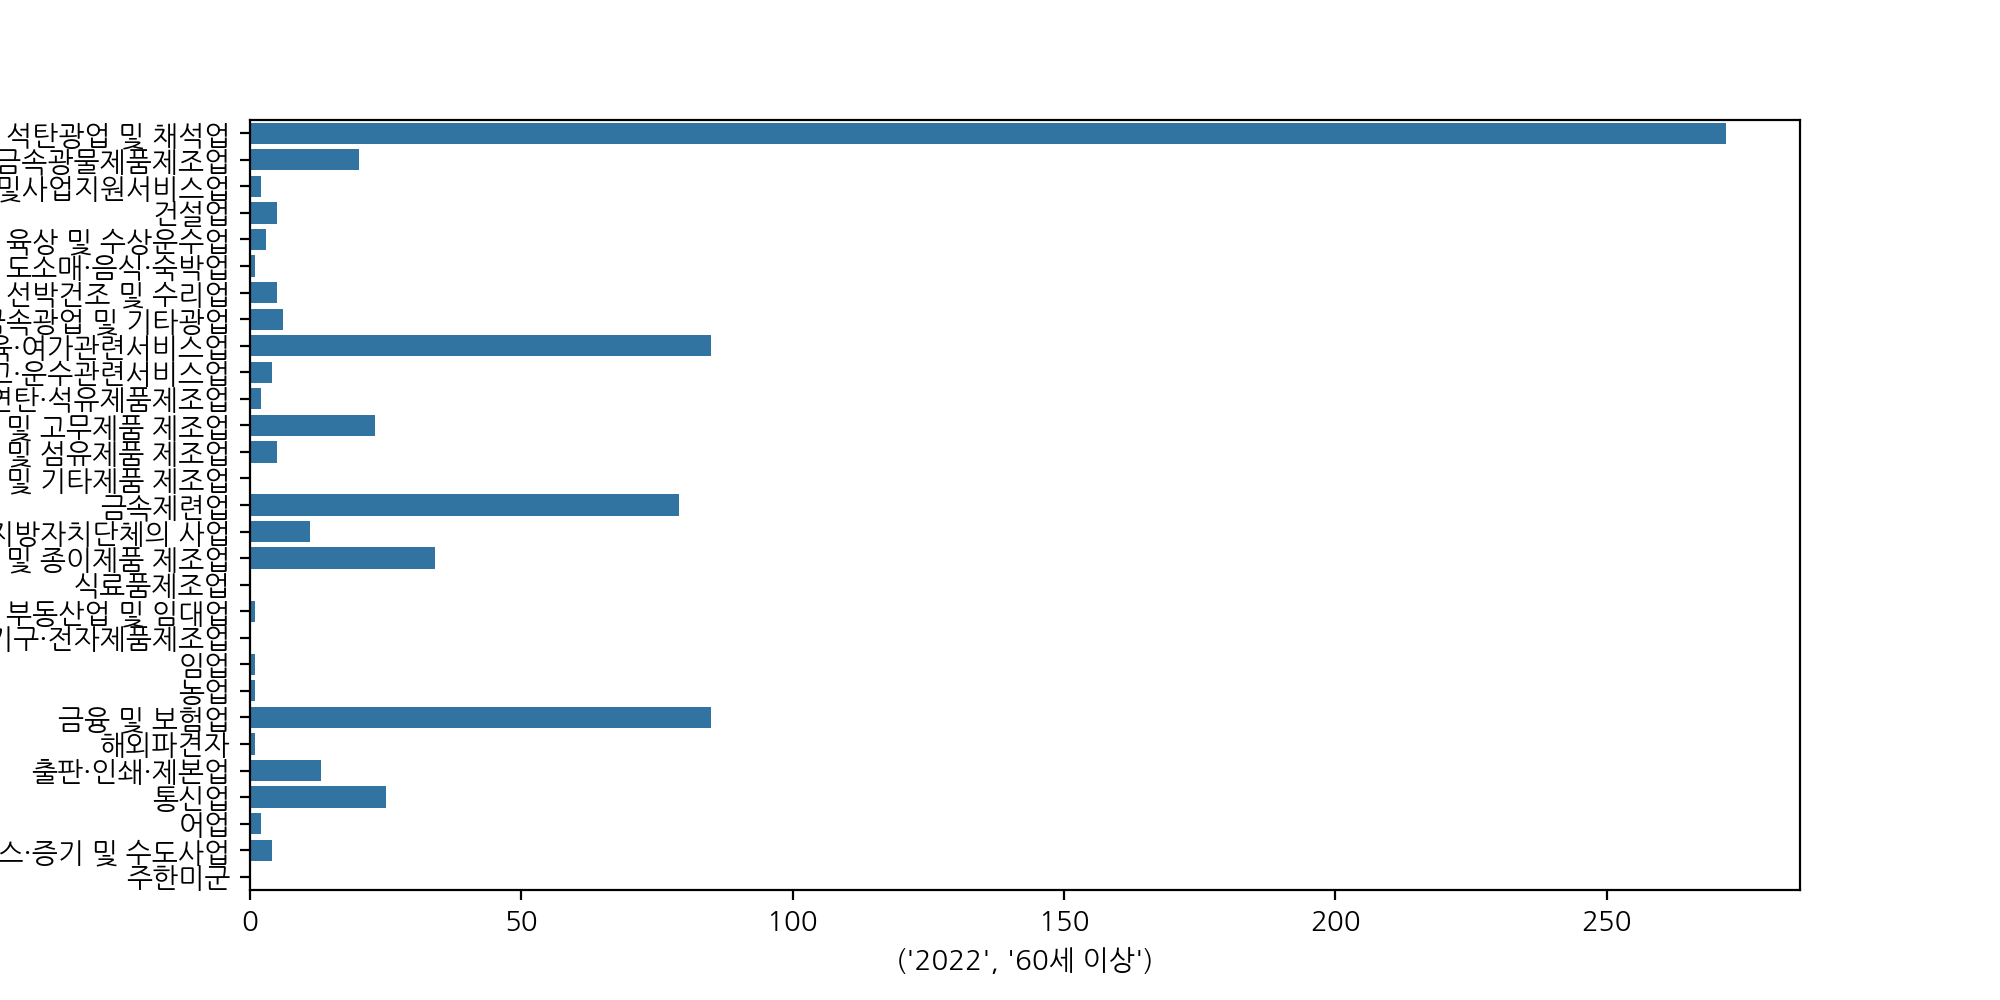 석탄광업 및 채석업
금속광물제품제조업
및사업지원서비스업
건설업
육상 및 수상운수업
도소매·음식·숙박업
선박건조 및 수리업
금속광업 및 기타광업
·여가관련서비스업
·운수관련서비스업
연탄·석유제품제조업
및 고무제품 제조업
및 섬유제품 제조업
및 기타제품 제조업
금속제련업
지방자치단체의 사업
및 종이제품 제조업
식료품제조업
부동산업 및 임대업
기구·전자제품제조업
임업
농업
금융 및 보험업
해외파견자
출판·인쇄·제본업
통신업
어업
스·증기 및 수도사업
주한미군
0 50 100 150 200 250
('2022', '60세 이상')